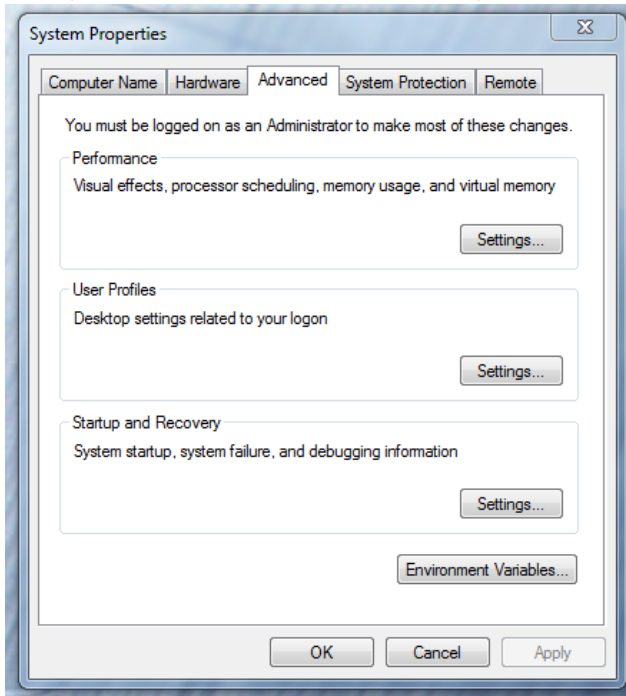 System Properties
Computer Name Hardware Advanced System Protection Remote
You must be logged on as an Administrator to make most of these changes.
Performance
Visual effects, processor scheduling, memory usage, and virtual memory
Settings...
User Profiles
Desktop settings related to your logon
Settings...
Startup and Recovery
System startup, system failure, and debugging information
Settings...
Environment Variables...
OK Cancel Apply